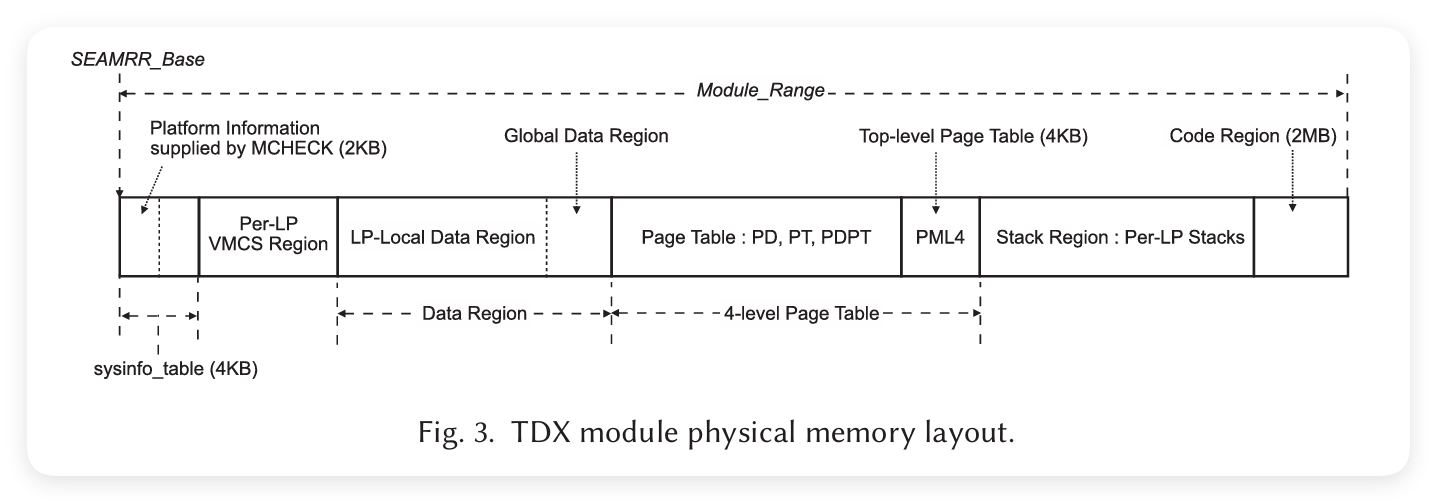 SEAMRR_Base
Module_Range
Platform Information
supplied by MCHECK (2KB)
Global Data Region
Top-level Page Table (4KB)
Code Region (2MB)
Per-LP
VMCS Region
LP-Local Data Region
Page Table : PD, PT, PDPT
PML4
Stack Region : Per-LP Stacks
Data Region
4-level Page Table
sysinfo_table (4KB)
Fig. 3. TDX module physical memory layout.